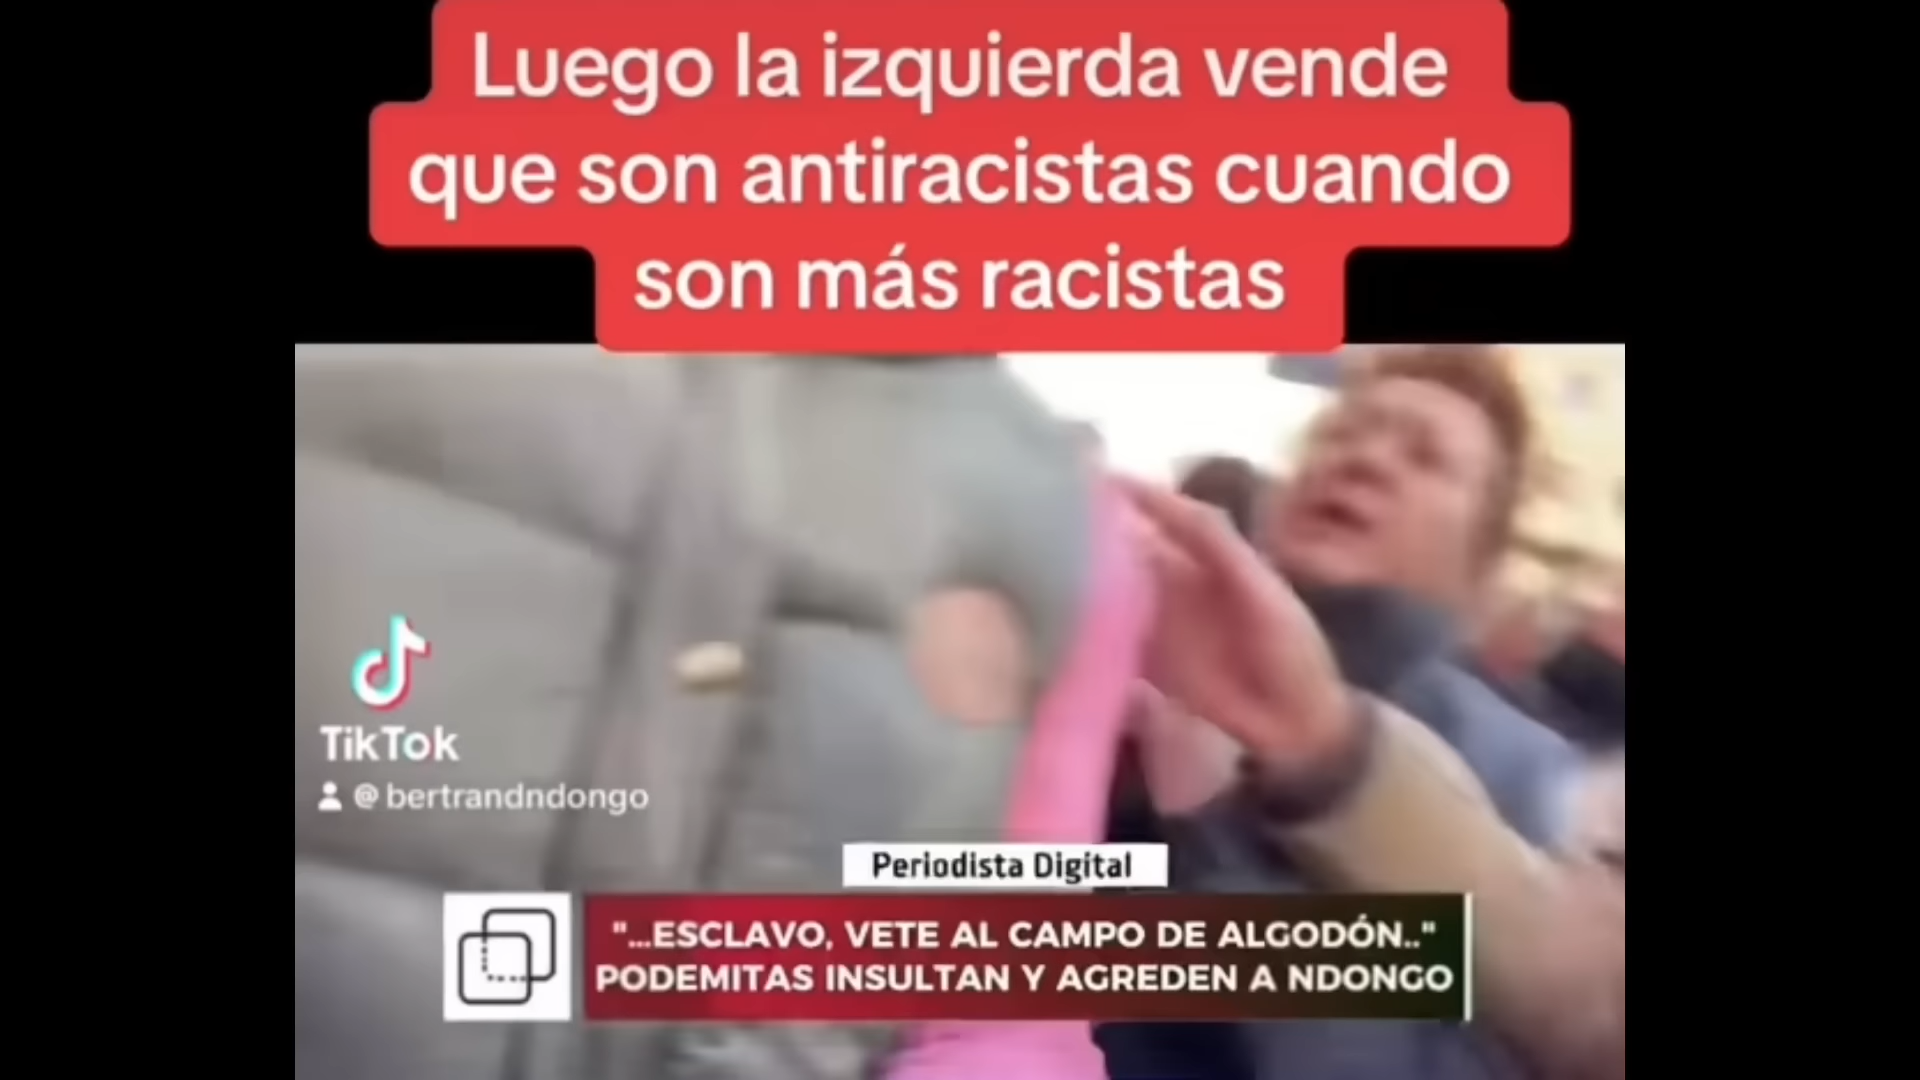 Luego la izquierda vende
que son antiracistas cuando
son más racistas
TikTok
@bertrandndongo
Periodista Digital
"...ESCLAVO, VETE AL CAMPO DE ALGODÓN.."
PODEMITAS INSULTAN Y AGREDEN A NDONGO